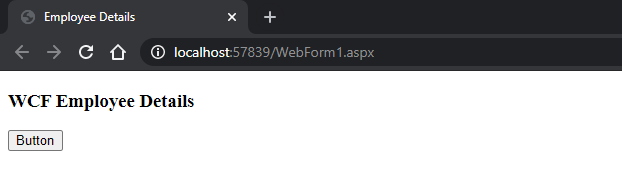 Employee Details
localhost:57839/WebForm1.aspx
WCF Employee Details
Button